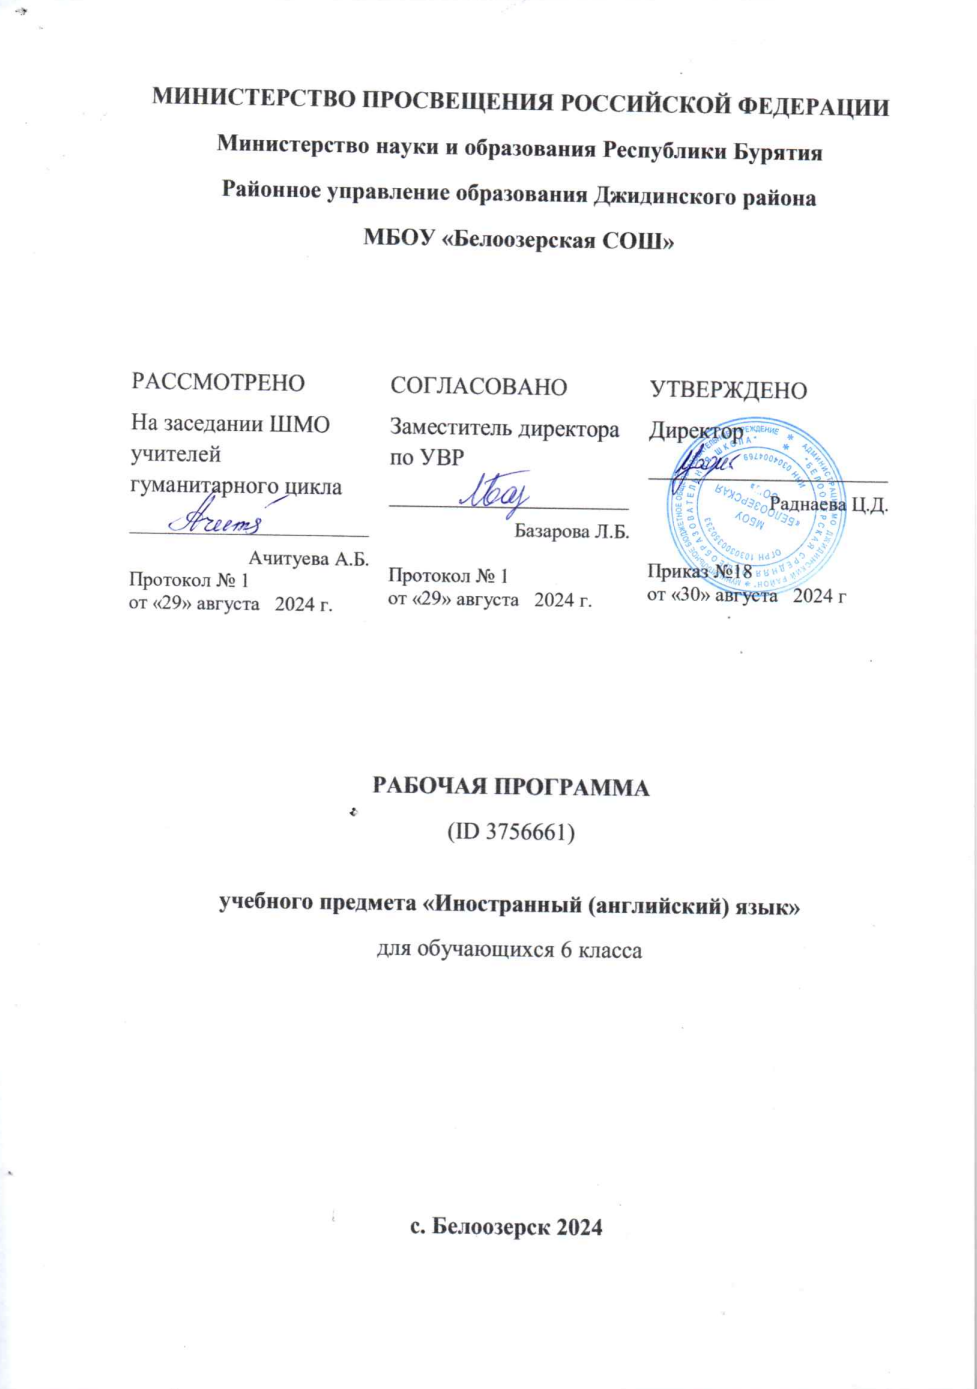 МИНИСТЕРСТВО ПРОСВЕЩЕНИЯ РОССИЙСКОЙ ФЕДЕРАЦИИ
Министерство науки и образования Республики Бурятия
Районное управление образования Джидинского района
МБОУ «Белоозерская СОШ»
РАССМОТРЕНО
На заседании ШМО
учителей
гуманитарного цикла
Ачитуева А.Б.
Протокол № 1
от «29» августа 2024 г.
СОГЛАСОВАНО
Заместитель директора
по УВР
Базарова Л.Б.
Протокол № 1
от «29» августа 2024 г.
УТВЕРЖДЕНО
Директор
Раднаева Ц.Д.
Приказ №18
от «30» августа 2024 г
МБОУ
«БЕЛООЗЕРСКАЯ
РАБОЧАЯ ПРОГРАММА
(ID 3756661)
учебного предмета «Иностранный (английский) язык»
для обучающихся 6 класса
с. Белоозерск 2024